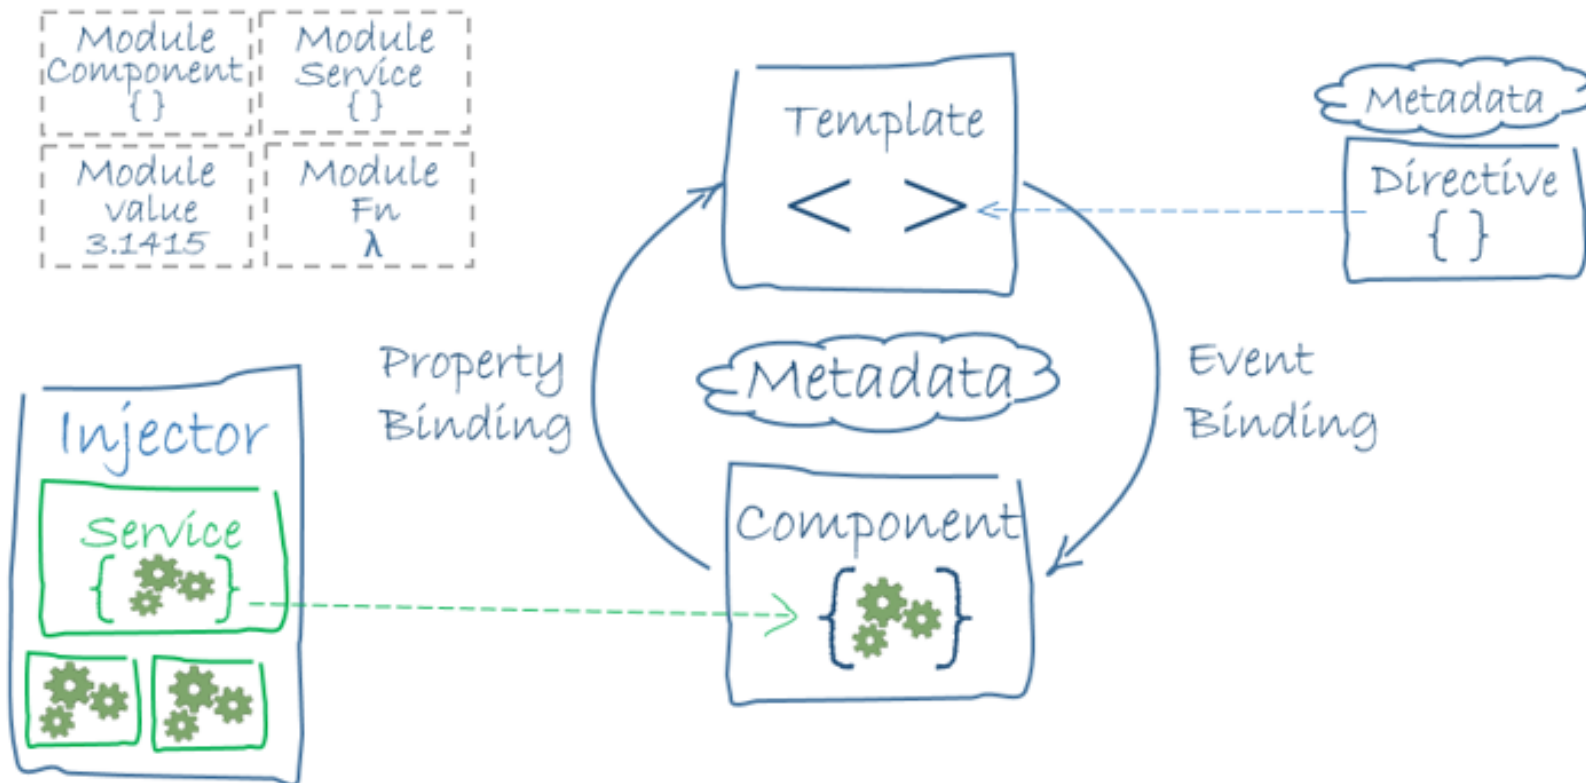 Module
Component
{ }
Module
Service
{ }
Module
value
3.1415
Module
Fn
λ
Template
< >
Metadata
Directive
{ }
Property
Binding
Metadata
Event
Binding
Injector
Service
{ }
Component
{ }